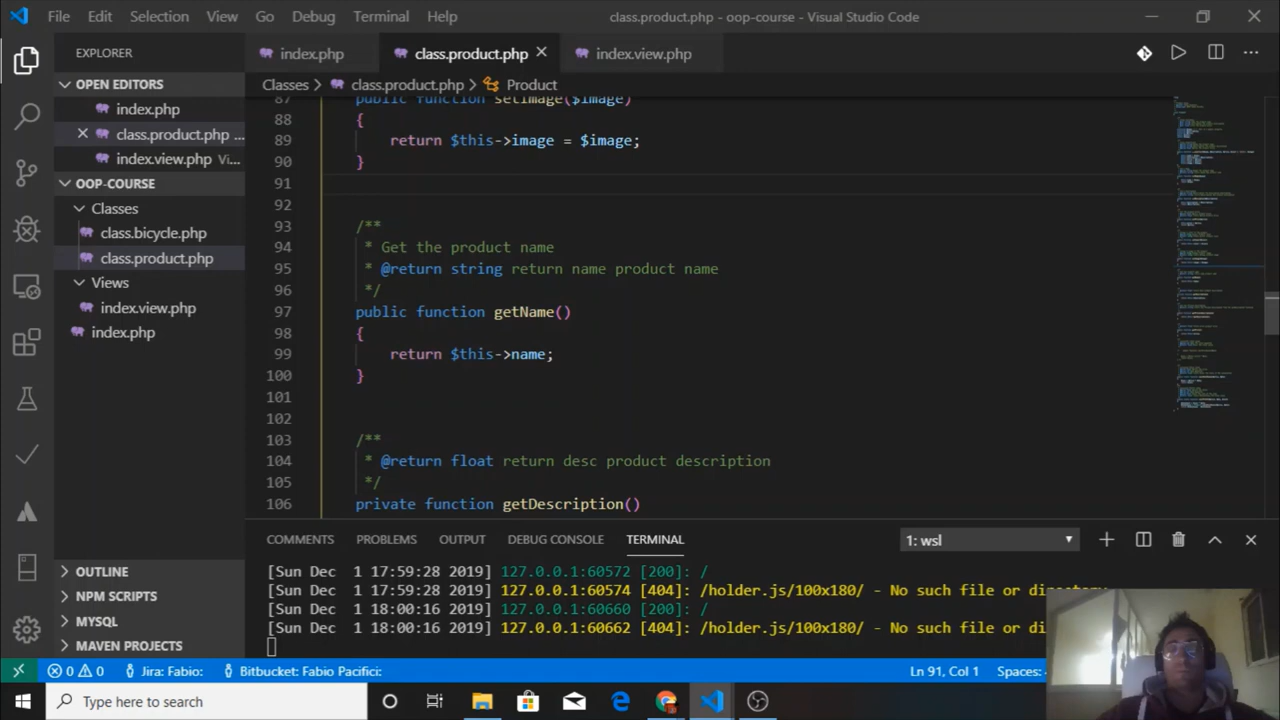 File Edit Selection View Go Debug Terminal Help class.product.php - oop-course - Visual Studio Code
EXPLORER index.php class.product.php index.view.php
OPEN EDITORS
index.php
class.product.php ...
index.view.php Vi...
OOP-COURSE
Classes
class.bicycle.php
class.product.php
Views
index.view.php
index.php
OUTLINE
NPM SCRIPTS
MYSQL
MAVEN PROJECTS
Classes > class.product.php > Product
87 public function setImage($image)
88 {
89 return $this->image = $image;
90 }
91
92
93 /**
94 * Get the product name
95 * @return string return name product name
96 */
97 public function getName()
98 {
99 return $this->name;
100 }
101
102
103 /**
104 * @return float return desc product description
105 */
106 private function getDescription()
COMMENTS PROBLEMS OUTPUT DEBUG CONSOLE TERMINAL 1: wsl
[Sun Dec 1 17:59:28 2019] 127.0.0.1:60572 [200]: /
[Sun Dec 1 17:59:28 2019] 127.0.0.1:60574 [404]: /holder.js/100x180/ - No such file or directory
[Sun Dec 1 18:00:16 2019] 127.0.0.1:60660 [200]: /
[Sun Dec 1 18:00:16 2019] 127.0.0.1:60662 [404]: /holder.js/100x180/ - No such file or di
0 0 Jira: Fabio: Bitbucket: Fabio Pacifici: Ln 91, Col 1 Spaces:
Type here to search